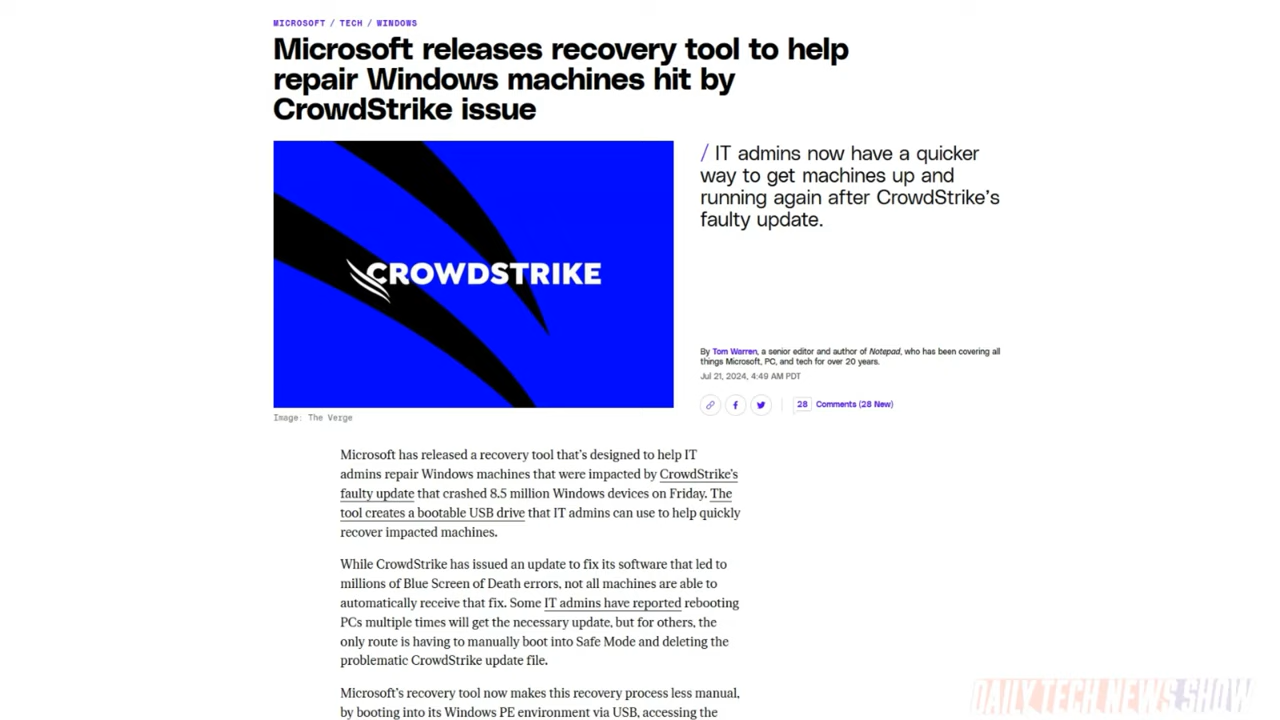 MICROSOFT / TECH / WINDOWS
Microsoft releases recovery tool to help
repair Windows machines hit by
CrowdStrike issue
CROWDSTRIKE
Image: The Verge
/ IT admins now have a quicker
way to get machines up and
running again after CrowdStrike's
faulty update.
By Tom Warren, a senior editor and author of Notepad, who has been covering all
things Microsoft, PC, and tech for over 20 years.
Jul 21, 2024, 4:49 AM PDT
28 Comments (28 New)
Microsoft has released a recovery tool that's designed to help IT
admins repair Windows machines that were impacted by CrowdStrike's
faulty update that crashed 8.5 million Windows devices on Friday. The
tool creates a bootable USB drive that IT admins can use to help quickly
recover impacted machines.
While CrowdStrike has issued an update to fix its software that led to
millions of Blue Screen of Death errors, not all machines are able to
automatically receive that fix. Some IT admins have reported rebooting
PCs multiple times will get the necessary update, but for others, the
only route is having to manually boot into Safe Mode and deleting the
problematic CrowdStrike update file.
Microsoft's recovery tool now makes this recovery process less manual,
by booting into its Windows PE environment via USB, accessing the
DAILY TECH NEWS SHOW